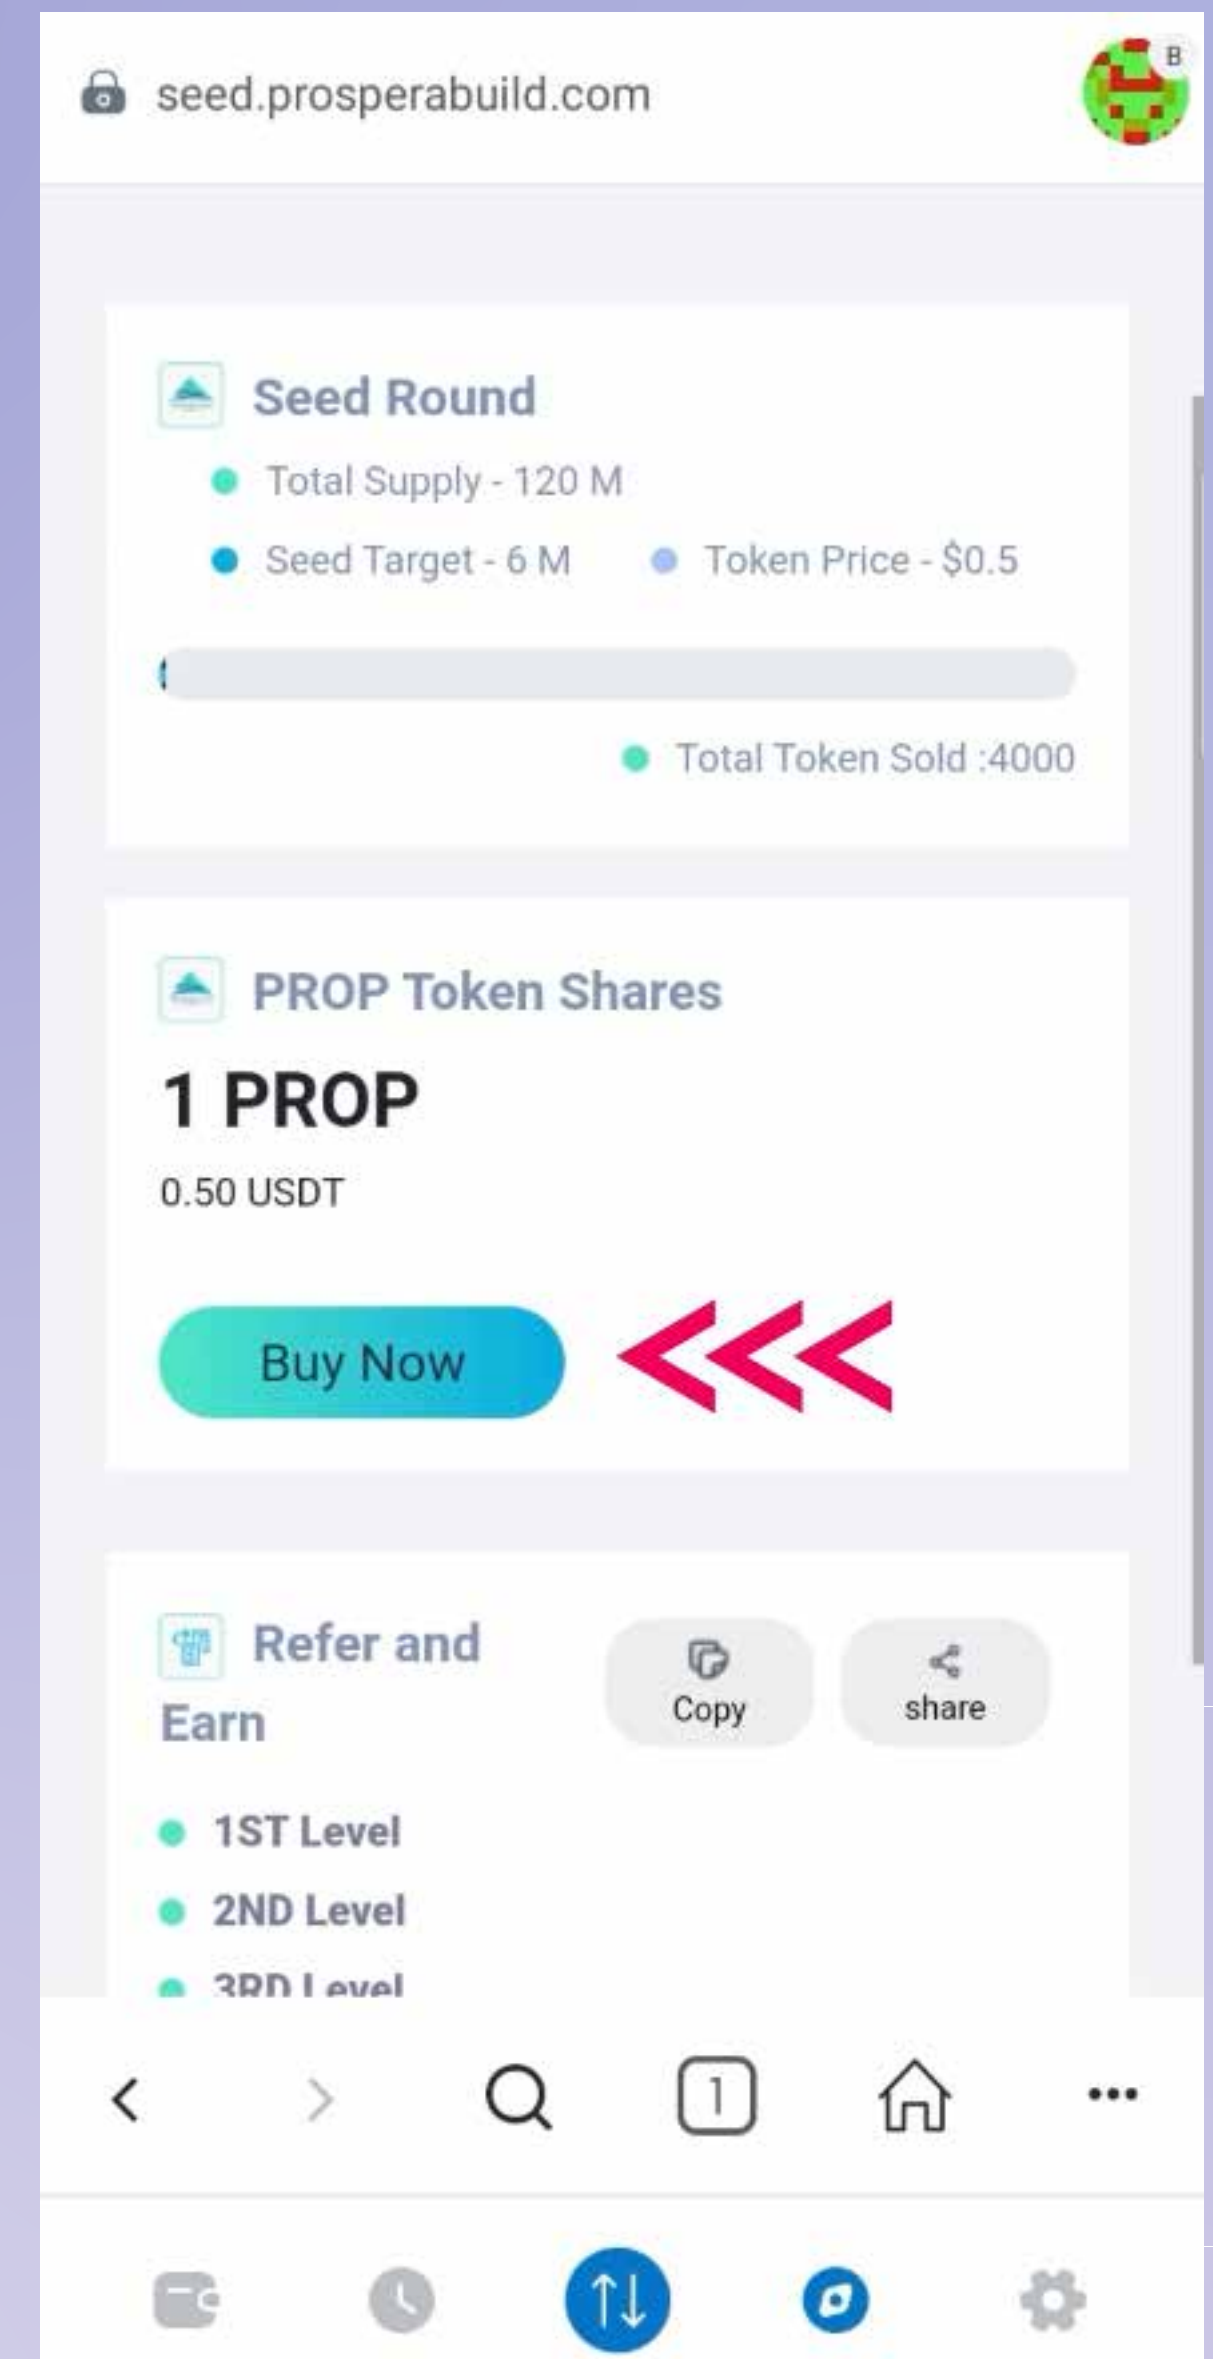 seed.prosperabuild.com
B
Seed Round
Total Supply - 120 M
Seed Target - 6 M Token Price - $0.5
Total Token Sold :4000
PROP Token Shares
1 PROP
0.50 USDT
Buy Now
Refer and
Earn
Copy
share
1ST Level
2ND Level
3RD Level
1